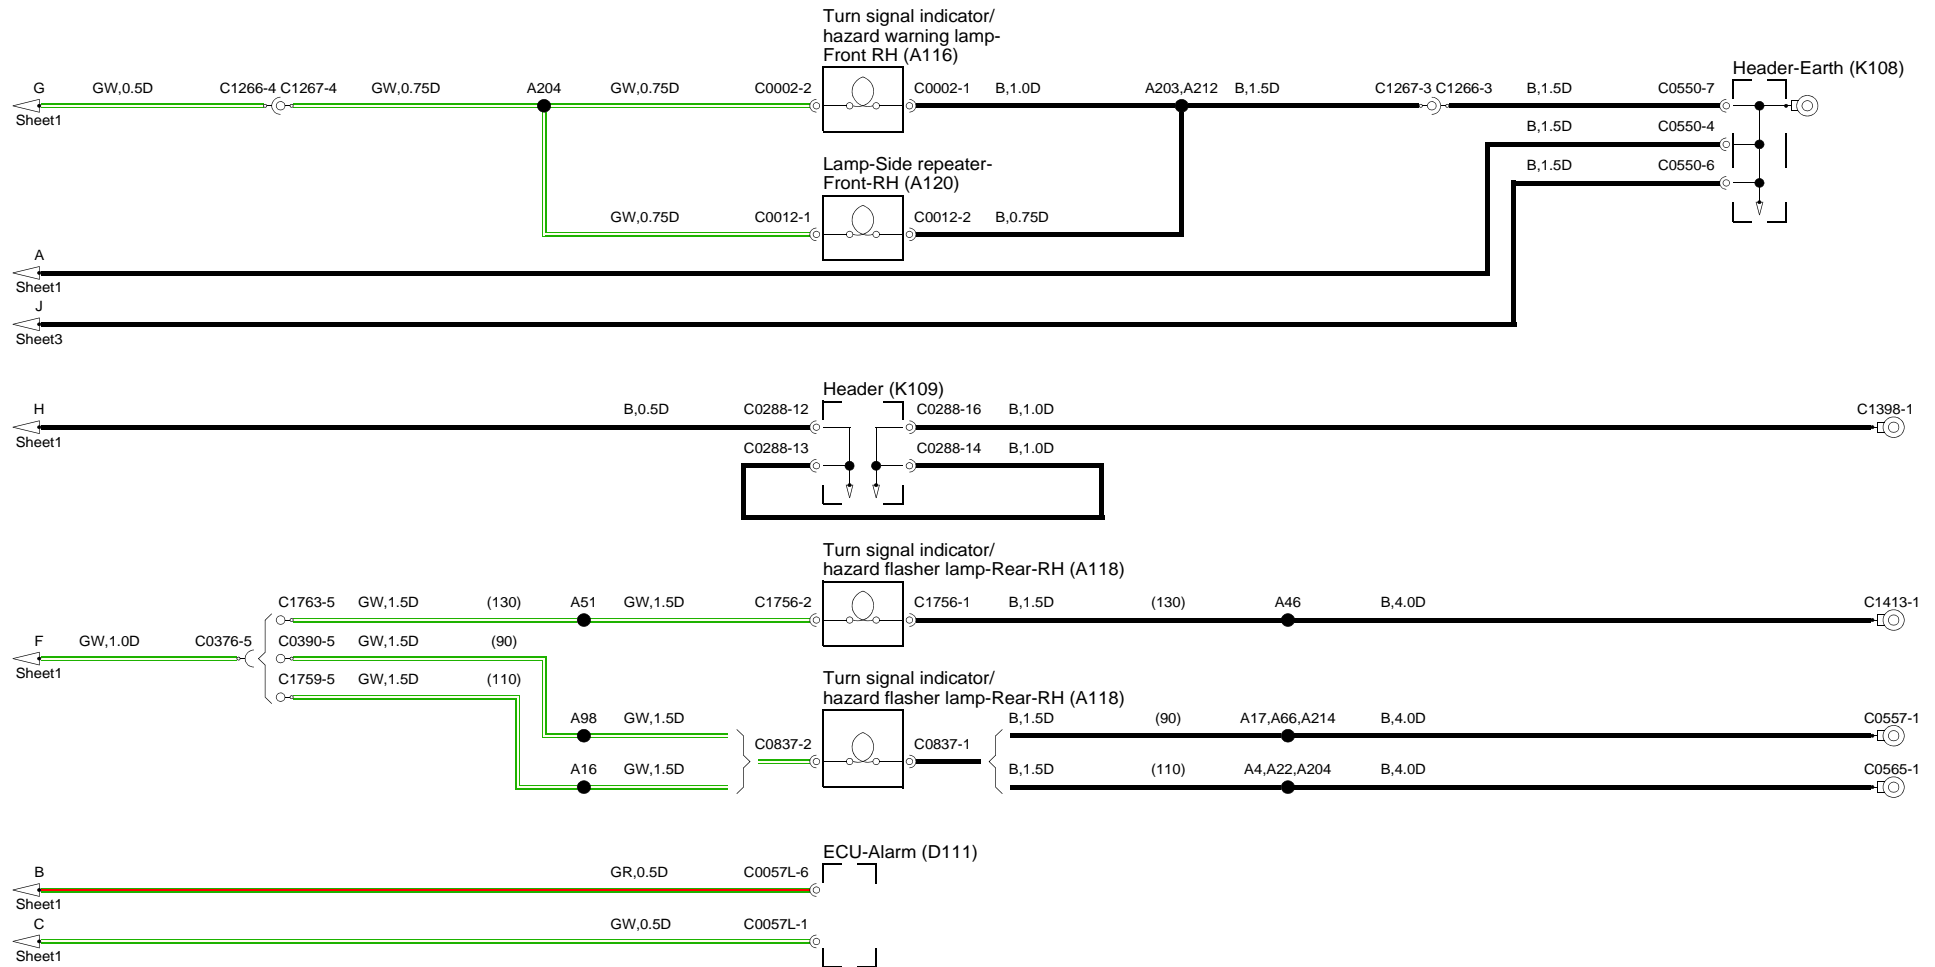 Turn signal indicator/
hazard warning lamp-
Front RH (A116)
Header-Earth (K108)
G GW,0.5D C1266-4 C1267-4 GW,0.75D A204 GW,0.75D C0002-2 C0002-1 B,1.0D A203,A212 B,1.5D C1267-3 C1266-3 B,1.5D C0550-7
Sheet1
B,1.5D C0550-4
Lamp-Side repeater-
Front-RH (A120)
B,1.5D C0550-6
GW,0.75D C0012-1 C0012-2 B,0.75D
A
Sheet1
J
Sheet3
Header (K109)
H B,0.5D C0288-12 C0288-16 B,1.0D C1398-1
Sheet1
C0288-13 C0288-14 B,1.0D
Turn signal indicator/
hazard flasher lamp-Rear-RH (A118)
C1763-5 GW,1.5D (130) A51 GW,1.5D C1756-2 C1756-1 B,1.5D (130) A46 B,4.0D C1413-1
F GW,1.0D C0376-5 C0390-5 GW,1.5D (90)
Sheet1
C1759-5 GW,1.5D (110)
Turn signal indicator/
hazard flasher lamp-Rear-RH (A118)
A98 GW,1.5D B,1.5D (90) A17,A66,A214 B,4.0D C0557-1
C0837-2 C0837-1
A16 GW,1.5D B,1.5D (110) A4,A22,A204 B,4.0D C0565-1
ECU-Alarm (D111)
B GR,0.5D C0057L-6
Sheet1
C GW,0.5D C0057L-1
Sheet1